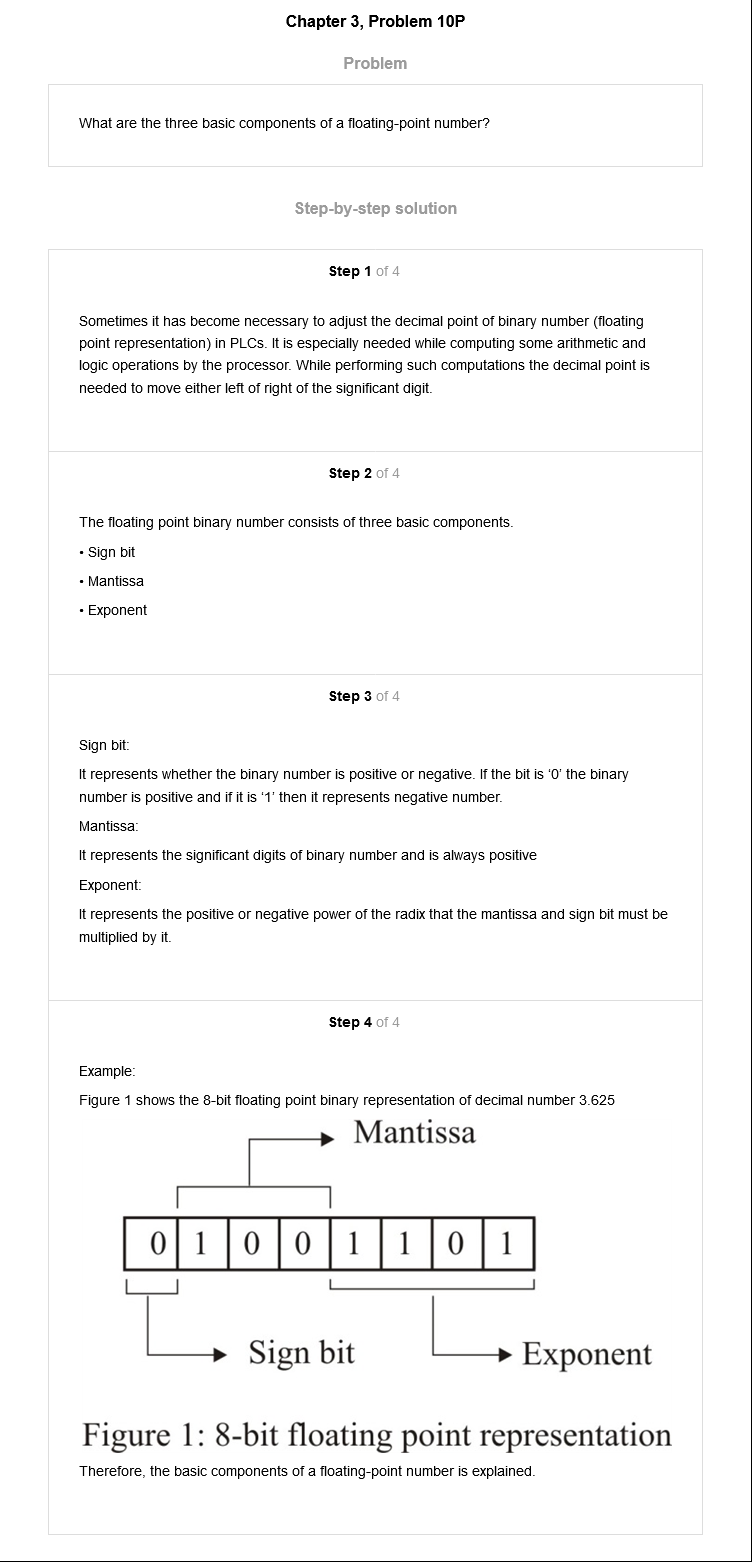 Chapter 3, Problem 10P
Problem
What are the three basic components of a floating-point number?
Step-by-step solution
Step 1 of 4
Sometimes it has become necessary to adjust the decimal point of binary number (floating
point representation) in PLCs. It is especially needed while computing some arithmetic and
logic operations by the processor. While performing such computations the decimal point is
needed to move either left of right of the significant digit.
Step 2 of 4
The floating point binary number consists of three basic components.
• Sign bit
• Mantissa
• Exponent
Step 3 of 4
Sign bit:
It represents whether the binary number is positive or negative. If the bit is ‘0’ the binary
number is positive and if it is ‘1’ then it represents negative number.
Mantissa:
It represents the significant digits of binary number and is always positive
Exponent:
It represents the positive or negative power of the radix that the mantissa and sign bit must be
multiplied by it.
Step 4 of 4
Example:
Figure 1 shows the 8-bit floating point binary representation of decimal number 3.625
Mantissa
0 1 0 0 1 1 0 1
Sign bit
Exponent
Figure 1: 8-bit floating point representation
Therefore, the basic components of a floating-point number is explained.